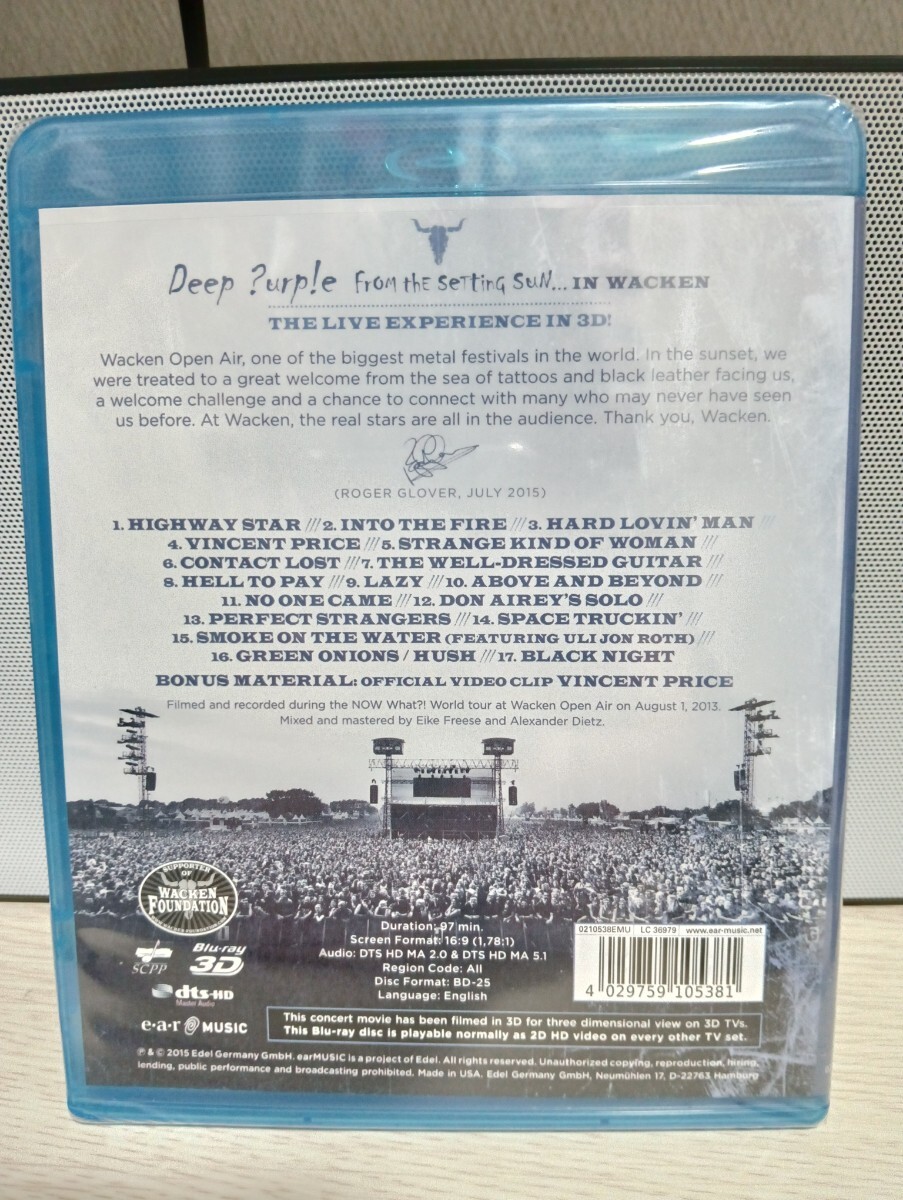 Deep ?urp!e FROM the SETTING SUN... IN WACKEN
THE LIVE EXPERIENCE IN 3D!
Wacken Open Air, one of the biggest metal festivals in the world. In the sunset, we
were treated to a great welcome from the sea of tattoos and black leather facing us,
a welcome challenge and a chance to connect with many who may never have seen
us before. At Wacken, the real stars are all in the audience. Thank you, Wacken.
(ROGER GLOVER, JULY 2015)
1. HIGHWAY STAR /// 2. INTO THE FIRE /// 3. HARD LOVIN' MAN ///
4. VINCENT PRICE /// 5. STRANGE KIND OF WOMAN ///
6. CONTACT LOST /// 7. THE WELL-DRESSED GUITAR ///
8. HELL TO PAY /// 9. LAZY /// 10. ABOVE AND BEYOND ///
11. NO ONE CAME /// 12. DON AIREY'S SOLO ///
13. PERFECT STRANGERS /// 14. SPACE TRUCKIN' ///
15. SMOKE ON THE WATER (FEATURING ULI JON ROTH) ///
16. GREEN ONIONS / HUSH /// 17. BLACK NIGHT
BONUS MATERIAL: OFFICIAL VIDEO CLIP VINCENT PRICE
Filmed and recorded during the NOW What?! World tour at Wacken Open Air on August 1, 2013.
Mixed and mastered by Eike Freese and Alexander Dietz.
SUPPORTER
OF
WACKEN
FOUNDATION
SCPP
Blu-ray
3D
dts-HD
Master Audio
e·a·r MUSIC
Duration: 97 min.
Screen Format: 16:9 (1,78:1)
Audio: DTS HD MA 2.0 & DTS HD MA 5.1
Region Code: All
Disc Format: BD-25
Language: English
0210538EMU LC 36979 www.ear-music.net
4 029759 105381
This concert movie has been filmed in 3D for three dimensional view on 3D TVs.
This Blu-ray disc is playable normally as 2D HD video on every other TV set.
℗ & © 2015 Edel Germany GmbH. earMUSIC is a project of Edel. All rights reserved. Unauthorized copying, reproduction, hiring,
lending, public performance and broadcasting prohibited. Made in USA. Edel Germany GmbH, Neumühlen 17, D-22763 Hamburg